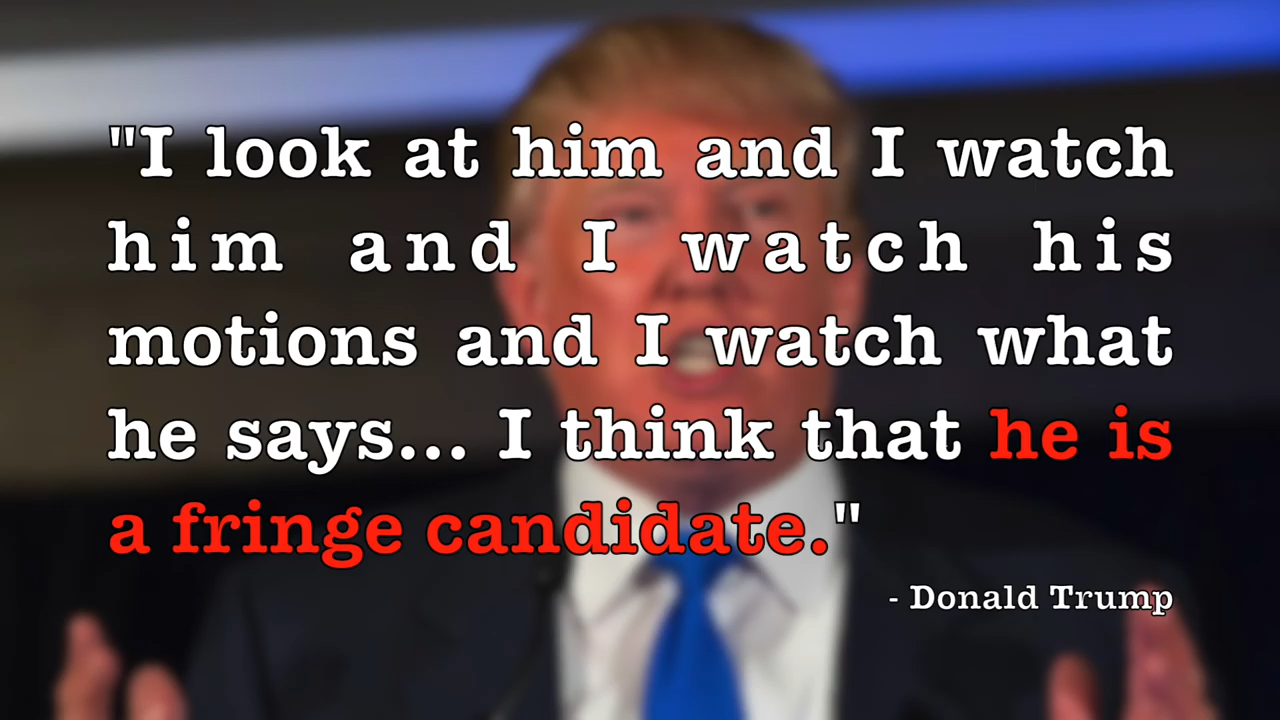 "I look at him and I watch
him and I watch his
motions and I watch what
he says... I think that he is
a fringe candidate."
- Donald Trump